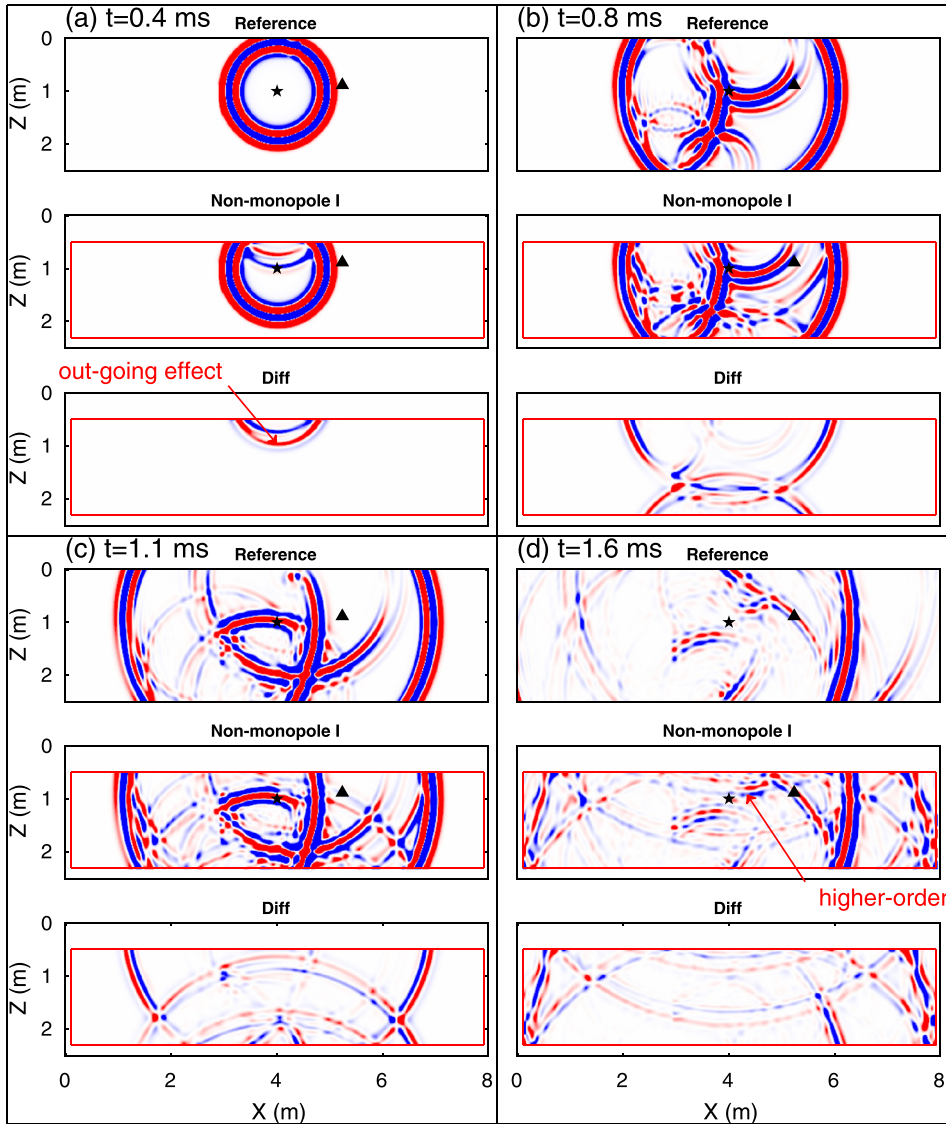 (a) t=0.4 ms
Reference
0
1
2
Z (m)
Non-monopole I
0
1
2
Z (m)
out-going effect
Diff
0
1
2
Z (m)
(b) t=0.8 ms
Reference
Non-monopole I
Diff
(c) t=1.1 ms
Reference
0
1
2
Z (m)
Non-monopole I
0
1
2
Z (m)
Diff
0
1
2
Z (m)
0 2 4 6 8
X (m)
(d) t=1.6 ms
Reference
Non-monopole I
higher-order
Diff
0 2 4 6 8
X (m)